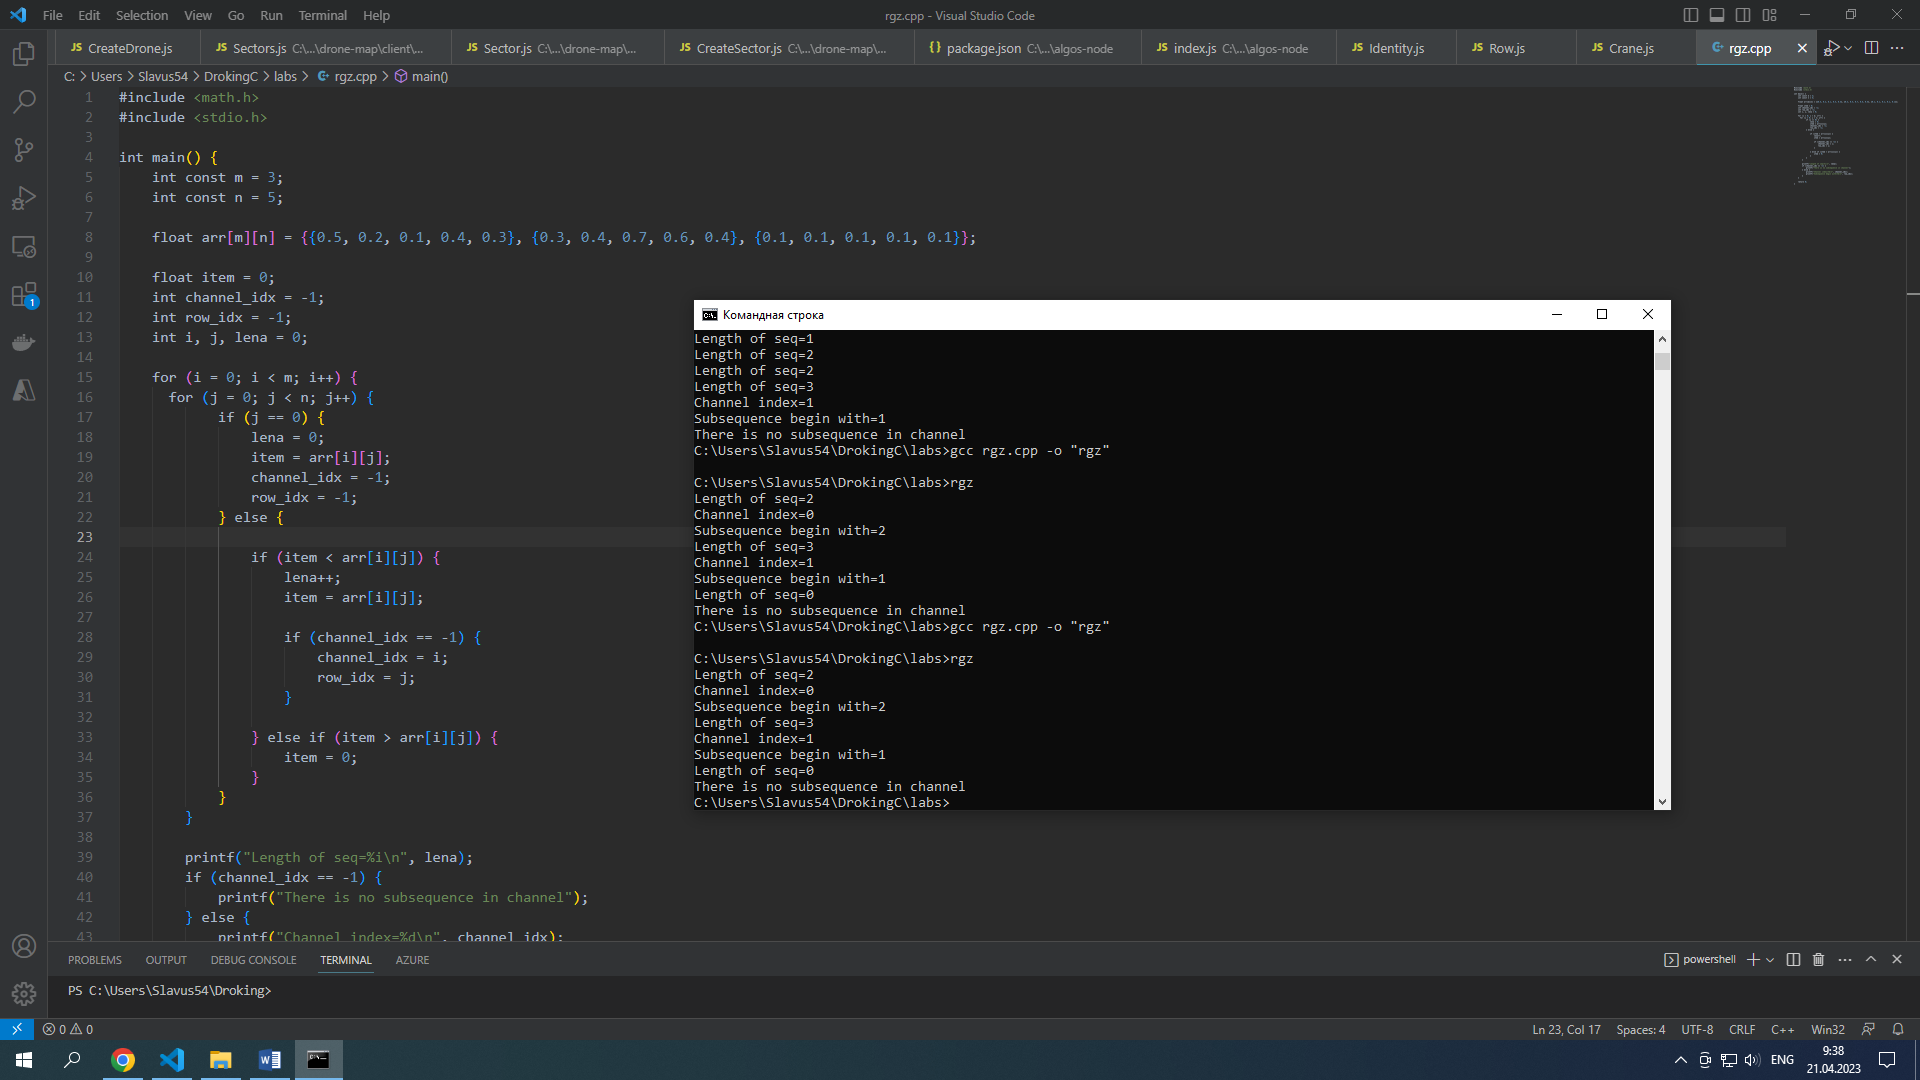 File Edit Selection View Go Run Terminal Help
rgz.cpp - Visual Studio Code
JS CreateDrone.js JS Sectors.js C:\...\drone-map\client\... JS Sector.js C:\...\drone-map\... JS CreateSector.js C:\...\drone-map\... {} package.json C:\...\algos-node JS index.js C:\...\algos-node JS Identity.js JS Row.js JS Crane.js rgz.cpp
C: > Users > Slavus54 > DrokingC > labs > rgz.cpp > main()
1 #include <math.h>
2 #include <stdio.h>
3
4 int main() {
5 int const m = 3;
6 int const n = 5;
7
8 float arr[m][n] = {{0.5, 0.2, 0.1, 0.4, 0.3}, {0.3, 0.4, 0.7, 0.6, 0.4}, {0.1, 0.1, 0.1, 0.1, 0.1}};
9
10 float item = 0;
11 int channel_idx = -1;
12 int row_idx = -1;
13 int i, j, lena = 0;
14
15 for (i = 0; i < m; i++) {
16 for (j = 0; j < n; j++) {
17 if (j == 0) {
18 lena = 0;
19 item = arr[i][j];
20 channel_idx = -1;
21 row_idx = -1;
22 } else {
23
24 if (item < arr[i][j]) {
25 lena++;
26 item = arr[i][j];
27
28 if (channel_idx == -1) {
29 channel_idx = i;
30 row_idx = j;
31 }
32
33 } else if (item > arr[i][j]) {
34 item = 0;
35 }
36 }
37 }
38
39 printf("Length of seq=%i\n", lena);
40 if (channel_idx == -1) {
41 printf("There is no subsequence in channel");
42 } else {
43 printf("Channel index=%d\n", channel_idx);
Командная строка
Length of seq=1
Length of seq=2
Length of seq=2
Length of seq=3
Channel index=1
Subsequence begin with=1
There is no subsequence in channel
C:\Users\Slavus54\DrokingC\labs>gcc rgz.cpp -o "rgz"
C:\Users\Slavus54\DrokingC\labs>rgz
Length of seq=2
Channel index=0
Subsequence begin with=2
Length of seq=3
Channel index=1
Subsequence begin with=1
Length of seq=0
There is no subsequence in channel
C:\Users\Slavus54\DrokingC\labs>gcc rgz.cpp -o "rgz"
C:\Users\Slavus54\DrokingC\labs>rgz
Length of seq=2
Channel index=0
Subsequence begin with=2
Length of seq=3
Channel index=1
Subsequence begin with=1
Length of seq=0
There is no subsequence in channel
C:\Users\Slavus54\DrokingC\labs>
1
PROBLEMS OUTPUT DEBUG CONSOLE TERMINAL AZURE
powershell
PS C:\Users\Slavus54\Droking>
0 0
Ln 23, Col 17 Spaces: 4 UTF-8 CRLF C++ Win32
ENG
9:38
21.04.2023